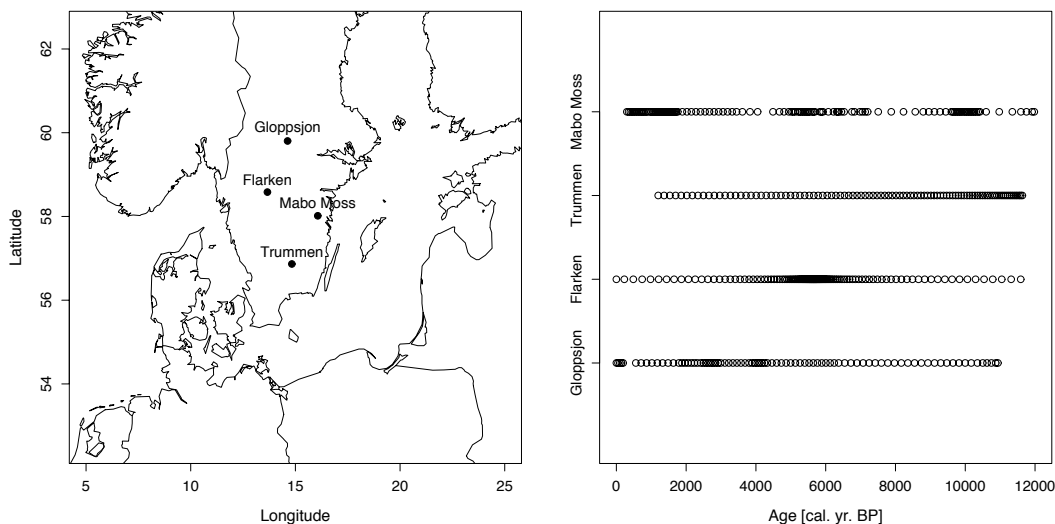 62
60
58
56
54
Latitude
Gloppsjon
Flarken
Mabo Moss
Trummen
5 10 15 20 25
Longitude
Mabo Moss
Trummen
Flarken
Gloppsjon
0 2000 4000 6000 8000 10000 12000
Age [cal. yr. BP]